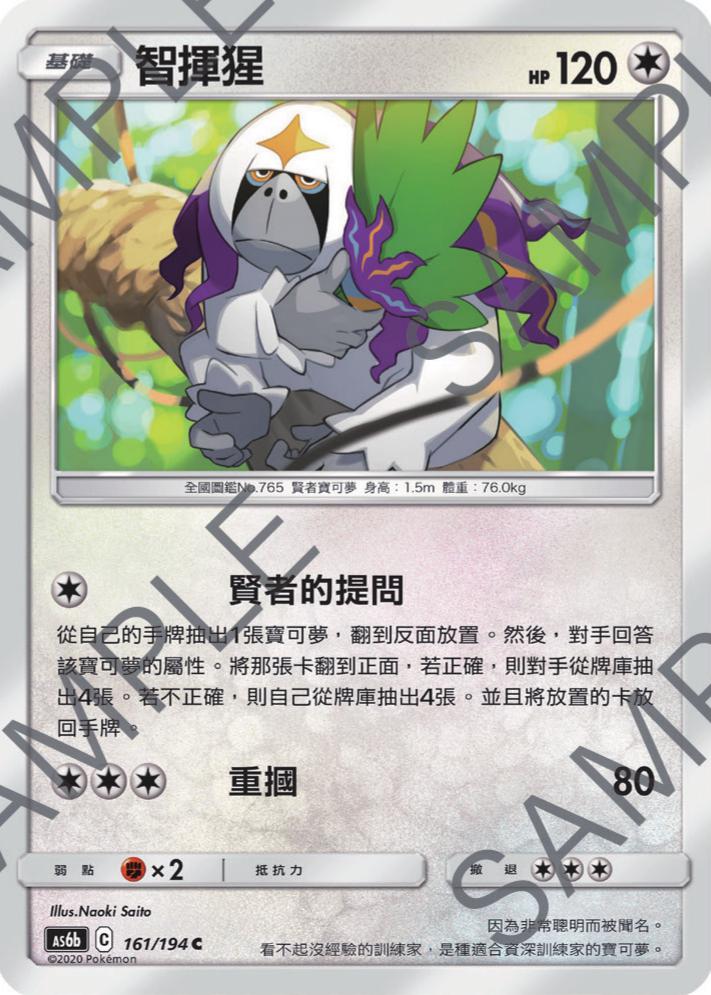 基礎 智揮猩 HP 120
全國圖鑑No.765 賢者寶可夢 身高：1.5m 體重：76.0kg
賢者的提問
從自己的手牌抽出1張寶可夢，翻到反面放置。然後，對手回答
該寶可夢的屬性。將那張卡翻到正面，若正確，則對手從牌庫抽
出4張。若不正確，則自己從牌庫抽出4張。並且將放置的卡放
回手牌。
重摑 80
弱點 ×2 抵抗力 撤退
Illus.Naoki Saito
AS6b C 161/194 C
©2020 Pokémon
因為非常聰明而被聞名。
看不起沒經驗的訓練家，是種適合資深訓練家的寶可夢。
SAMPLE
SAMPLE
SAMPLE
SAMPLE
SAMPLE
SAMPLE